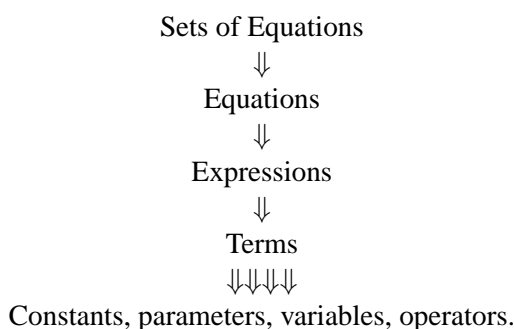 Sets of Equations
⇓
Equations
⇓
Expressions
⇓
Terms
⇓⇓⇓⇓
Constants, parameters, variables, operators.